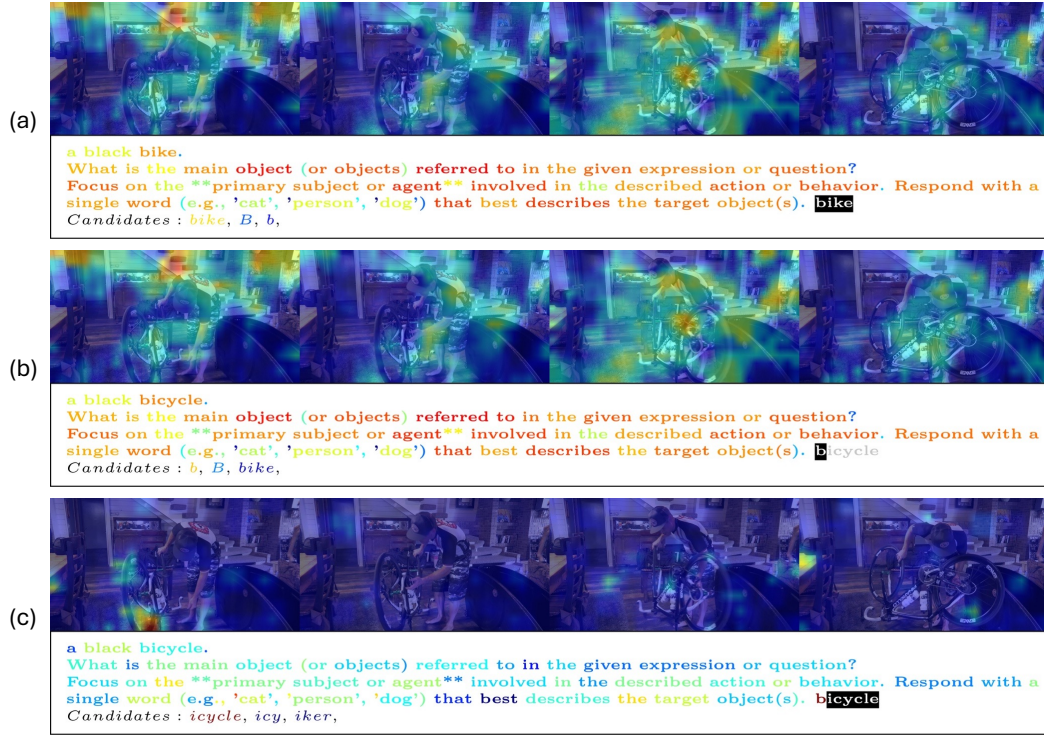 (a)
a black bike.
What is the main object (or objects) referred to in the given expression or question?
Focus on the **primary subject or agent** involved in the described action or behavior. Respond with a
single word (e.g., 'cat', 'person', 'dog') that best describes the target object(s). bike
Candidates : bike, B, b,
(b)
a black bicycle.
What is the main object (or objects) referred to in the given expression or question?
Focus on the **primary subject or agent** involved in the described action or behavior. Respond with a
single word (e.g., 'cat', 'person', 'dog') that best describes the target object(s). bicycle
Candidates : b, B, bike,
(c)
a black bicycle.
What is the main object (or objects) referred to in the given expression or question?
Focus on the **primary subject or agent** involved in the described action or behavior. Respond with a
single word (e.g., 'cat', 'person', 'dog') that best describes the target object(s). bicycle
Candidates : icycle, icy, iker,